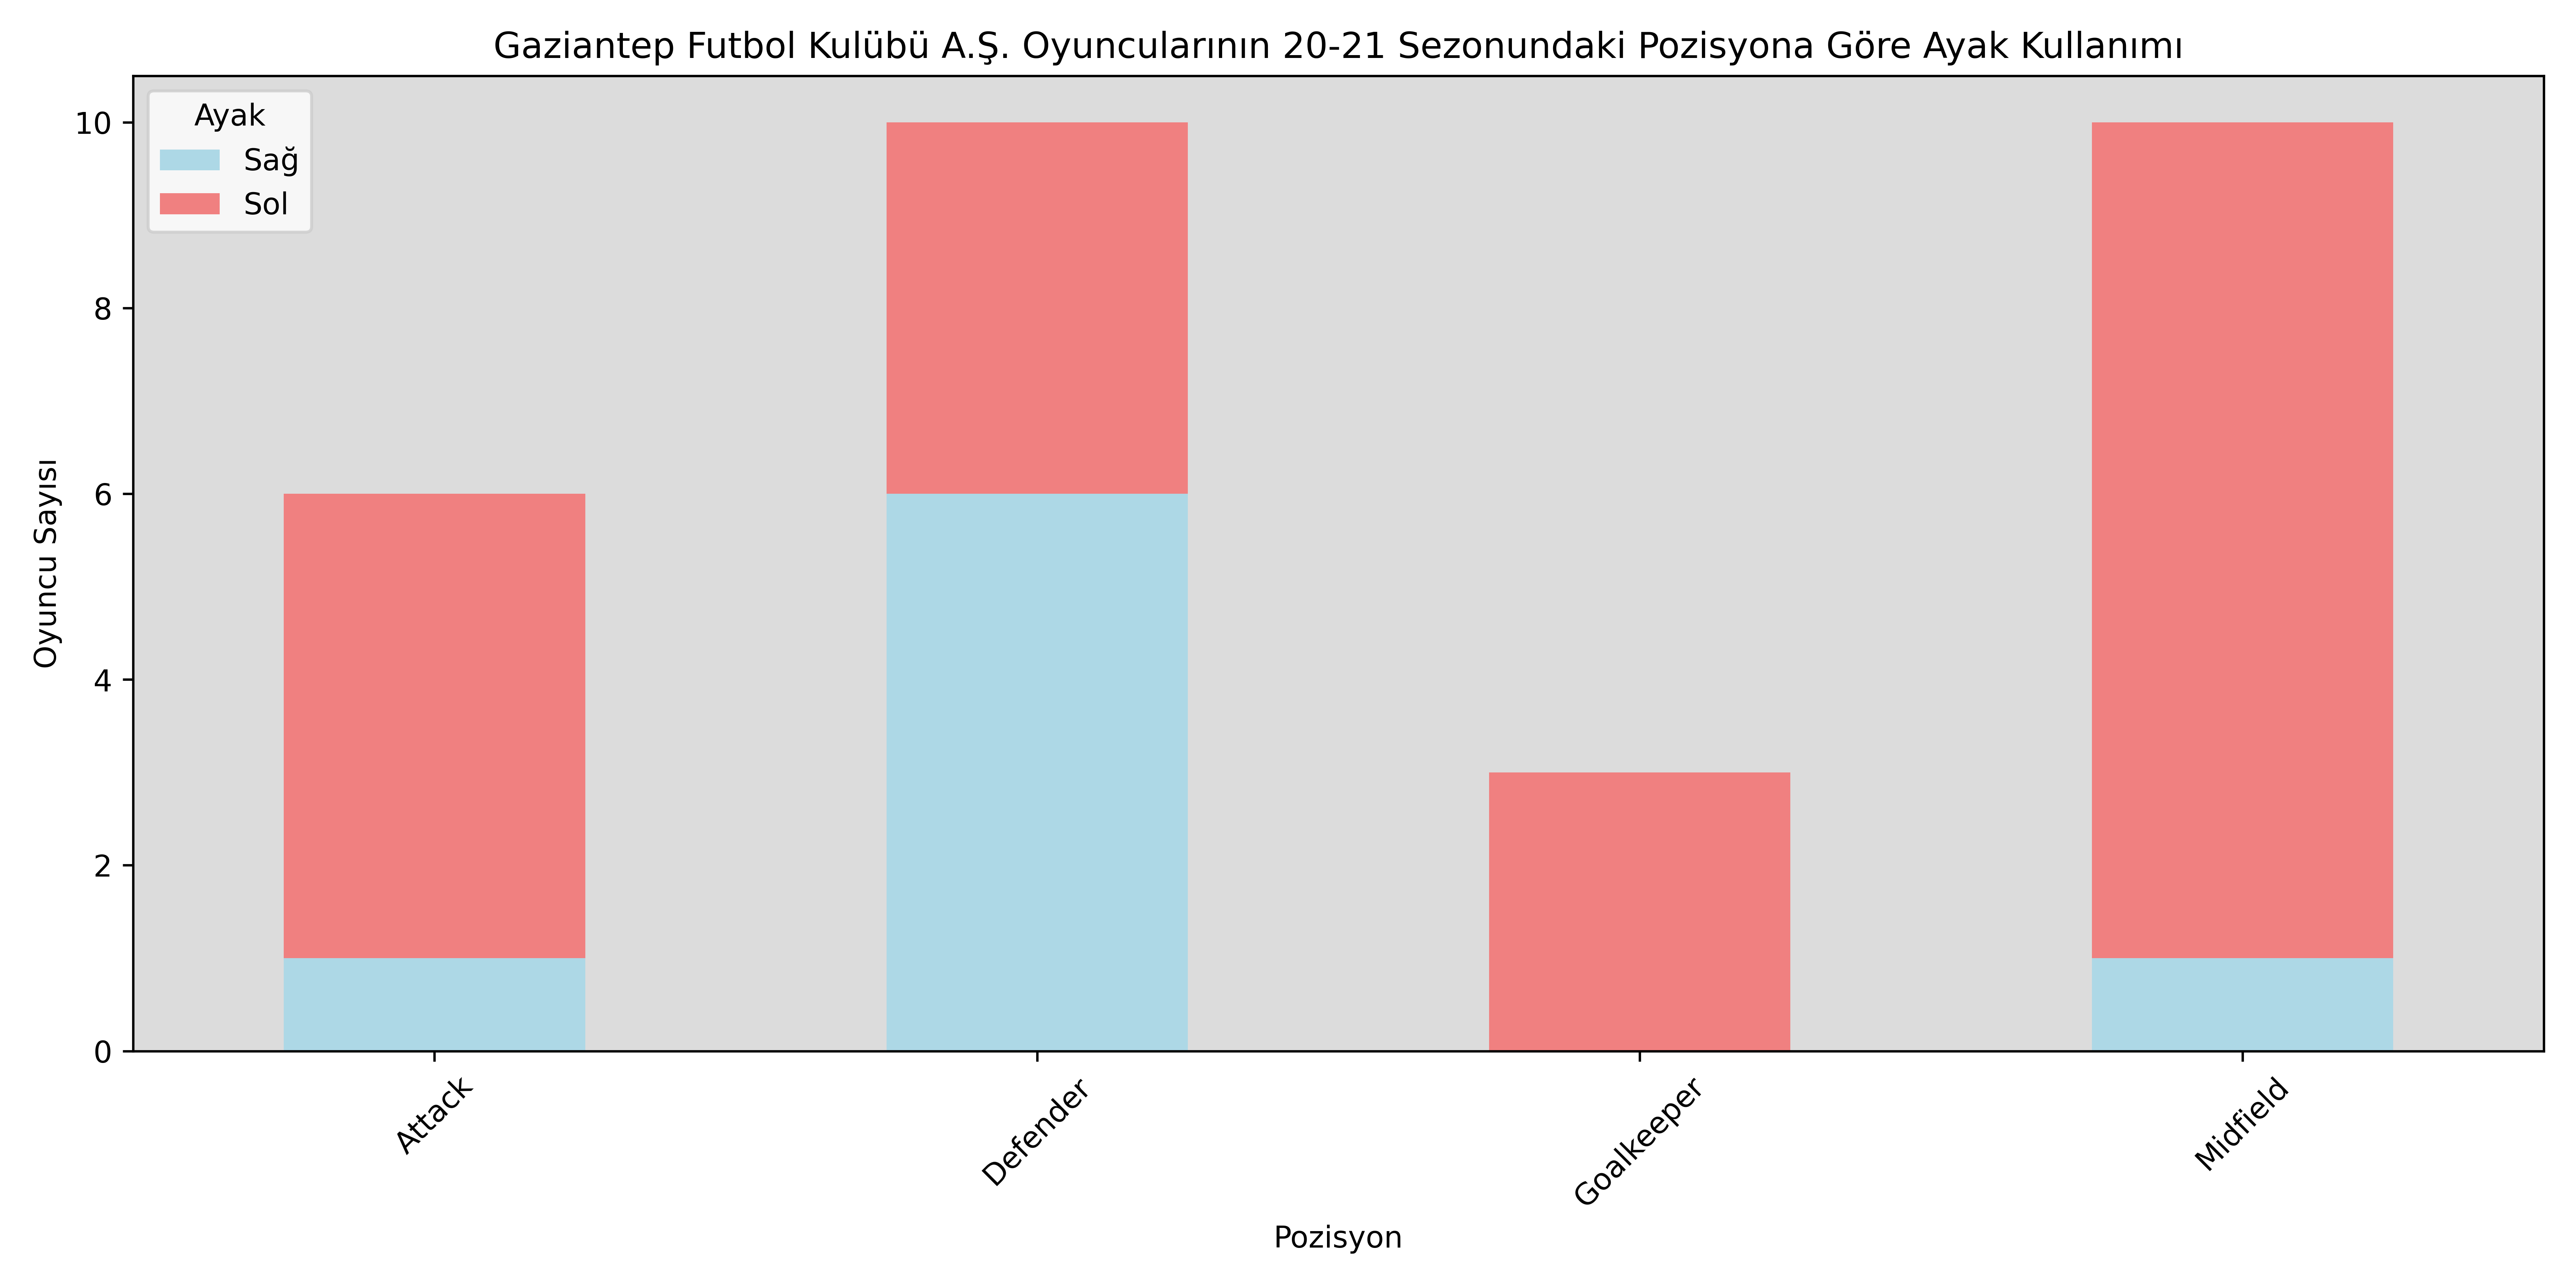 Gaziantep Futbol Kulübü A.Ş. Oyuncularının 20-21 Sezonundaki Pozisyona Göre Ayak Kullanımı
Ayak
Sağ
Sol
Oyuncu Sayısı
10
8
6
4
2
0
Attack
Defender
Goalkeeper
Midfield
Pozisyon